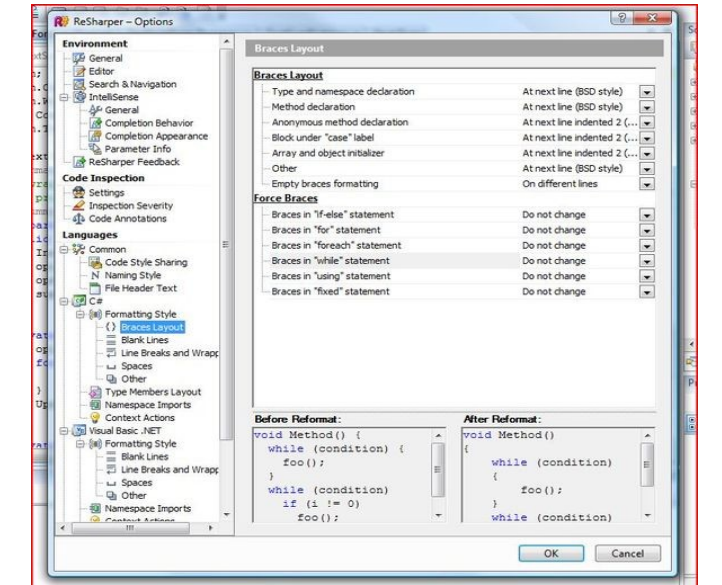 ReSharper – Options
Environment
General
Editor
Search & Navigation
IntelliSense
General
Completion Behavior
Completion Appearance
Parameter Info
ReSharper Feedback
Code Inspection
Settings
Inspection Severity
Code Annotations
Languages
Common
Code Style Sharing
N Naming Style
File Header Text
C#
Formatting Style
{} Braces Layout
Blank Lines
Line Breaks and Wrapp
Spaces
Other
Type Members Layout
Namespace Imports
Context Actions
Visual Basic .NET
Formatting Style
Blank Lines
Line Breaks and Wrapp
Spaces
Other
Namespace Imports
Context Actions
Braces Layout
Braces Layout
Type and namespace declaration At next line (BSD style)
Method declaration At next line (BSD style)
Anonymous method declaration At next line indented 2 (...
Block under "case" label At next line indented 2 (...
Array and object initializer At next line indented 2 (...
Other At next line (BSD style)
Empty braces formatting On different lines
Force Braces
Braces in "if-else" statement Do not change
Braces in "for" statement Do not change
Braces in "foreach" statement Do not change
Braces in "while" statement Do not change
Braces in "using" statement Do not change
Braces in "fixed" statement Do not change
Before Reformat:
void Method() {
while (condition) {
foo();
}
while (condition)
if (i != 0)
foo();
After Reformat:
void Method()
{
while (condition)
{
foo();
}
while (condition)
OK Cancel